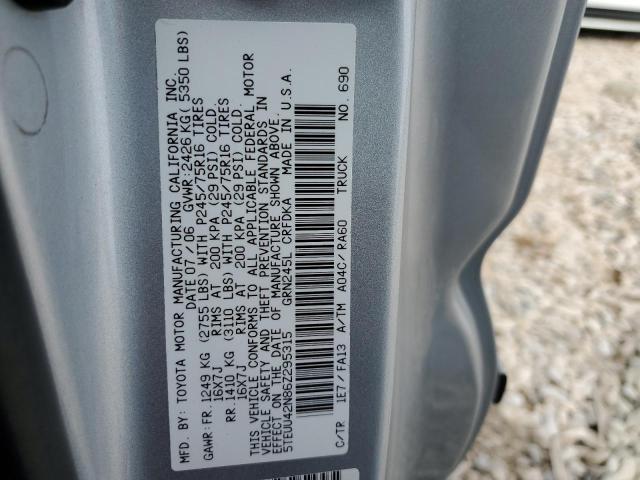 MFD. BY: TOYOTA MOTOR MANUFACTURING CALIFORNIA INC.
DATE 07/06 GVWR:2426 KG( 5350 LBS)
GAWR:FR.1249 KG (2755 LBS) WITH P245/75R16 TIRES
16X7J RIMS AT 200 KPA (29 PSI) COLD.
RR.1410 KG (3110 LBS) WITH P245/75R16 TIRES
16X7J RIMS AT 200 KPA (29 PSI) COLD.
THIS VEHICLE CONFORMS TO ALL APPLICABLE FEDERAL MOTOR
VEHICLE SAFETY AND THEFT PREVENTION STANDARDS IN
EFFECT ON THE DATE OF MANUFACTURE SHOWN ABOVE.
5TEUU42N86Z295315 GRN245L CRFDKA MADE IN U.S.A.
C/TR 1E7/FA13 A/TM A04C/RA60 TRUCK NO. 690